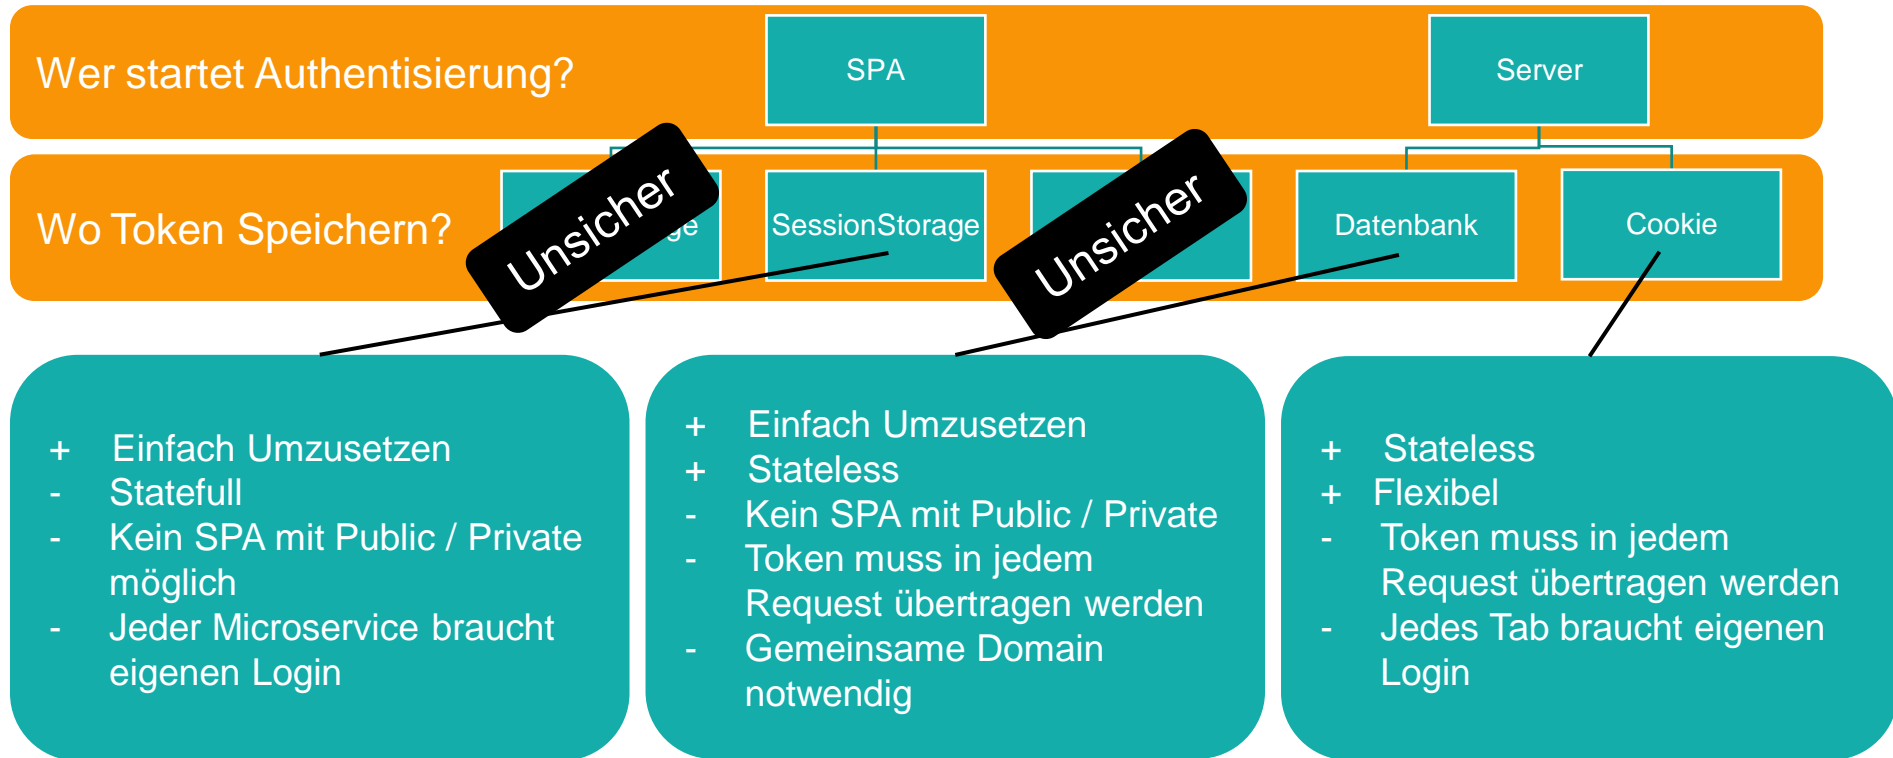 Wer startet Authentisierung?
SPA
Server
Wo Token Speichern?
Unsicher
SessionStorage
Unsicher
Datenbank
Cookie
+ Einfach Umzusetzen
- Statefull
- Kein SPA mit Public / Private
möglich
- Jeder Microservice braucht
eigenen Login
+ Einfach Umzusetzen
+ Stateless
- Kein SPA mit Public / Private
- Token muss in jedem
Request übertragen werden
- Gemeinsame Domain
notwendig
+ Stateless
+ Flexibel
- Token muss in jedem
Request übertragen werden
- Jedes Tab braucht eigenen
Login